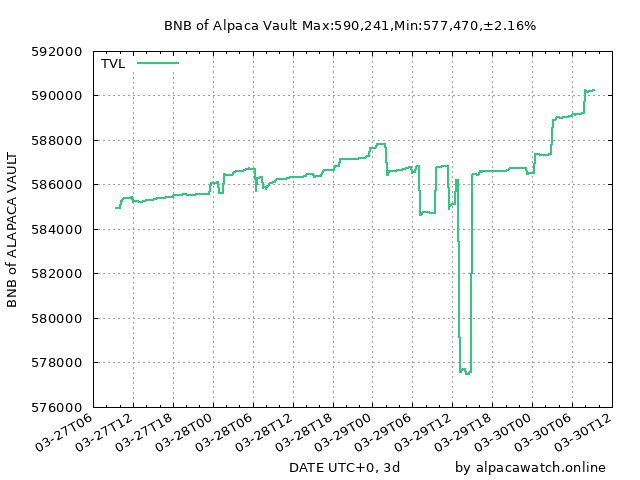 BNB of Alpaca Vault Max:590,241,Min:577,470,±2.16%
TVL
592000
590000
588000
586000
584000
582000
580000
578000
576000
BNB of ALAPACA VAULT
03-27T06
03-27T12
03-27T18
03-28T00
03-28T06
03-28T12
03-28T18
03-29T00
03-29T06
03-29T12
03-29T18
03-30T00
03-30T06
03-30T12
DATE UTC+0, 3d
by alpacawatch.online